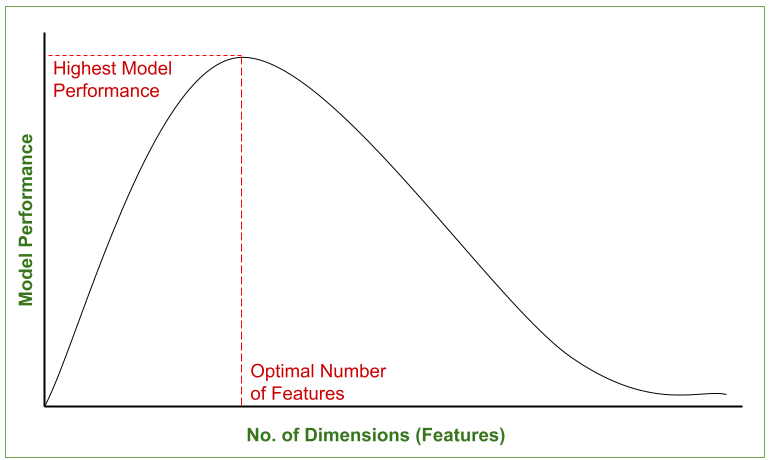 Highest Model
Performance
Model Performance
Optimal Number
of Features
No. of Dimensions (Features)